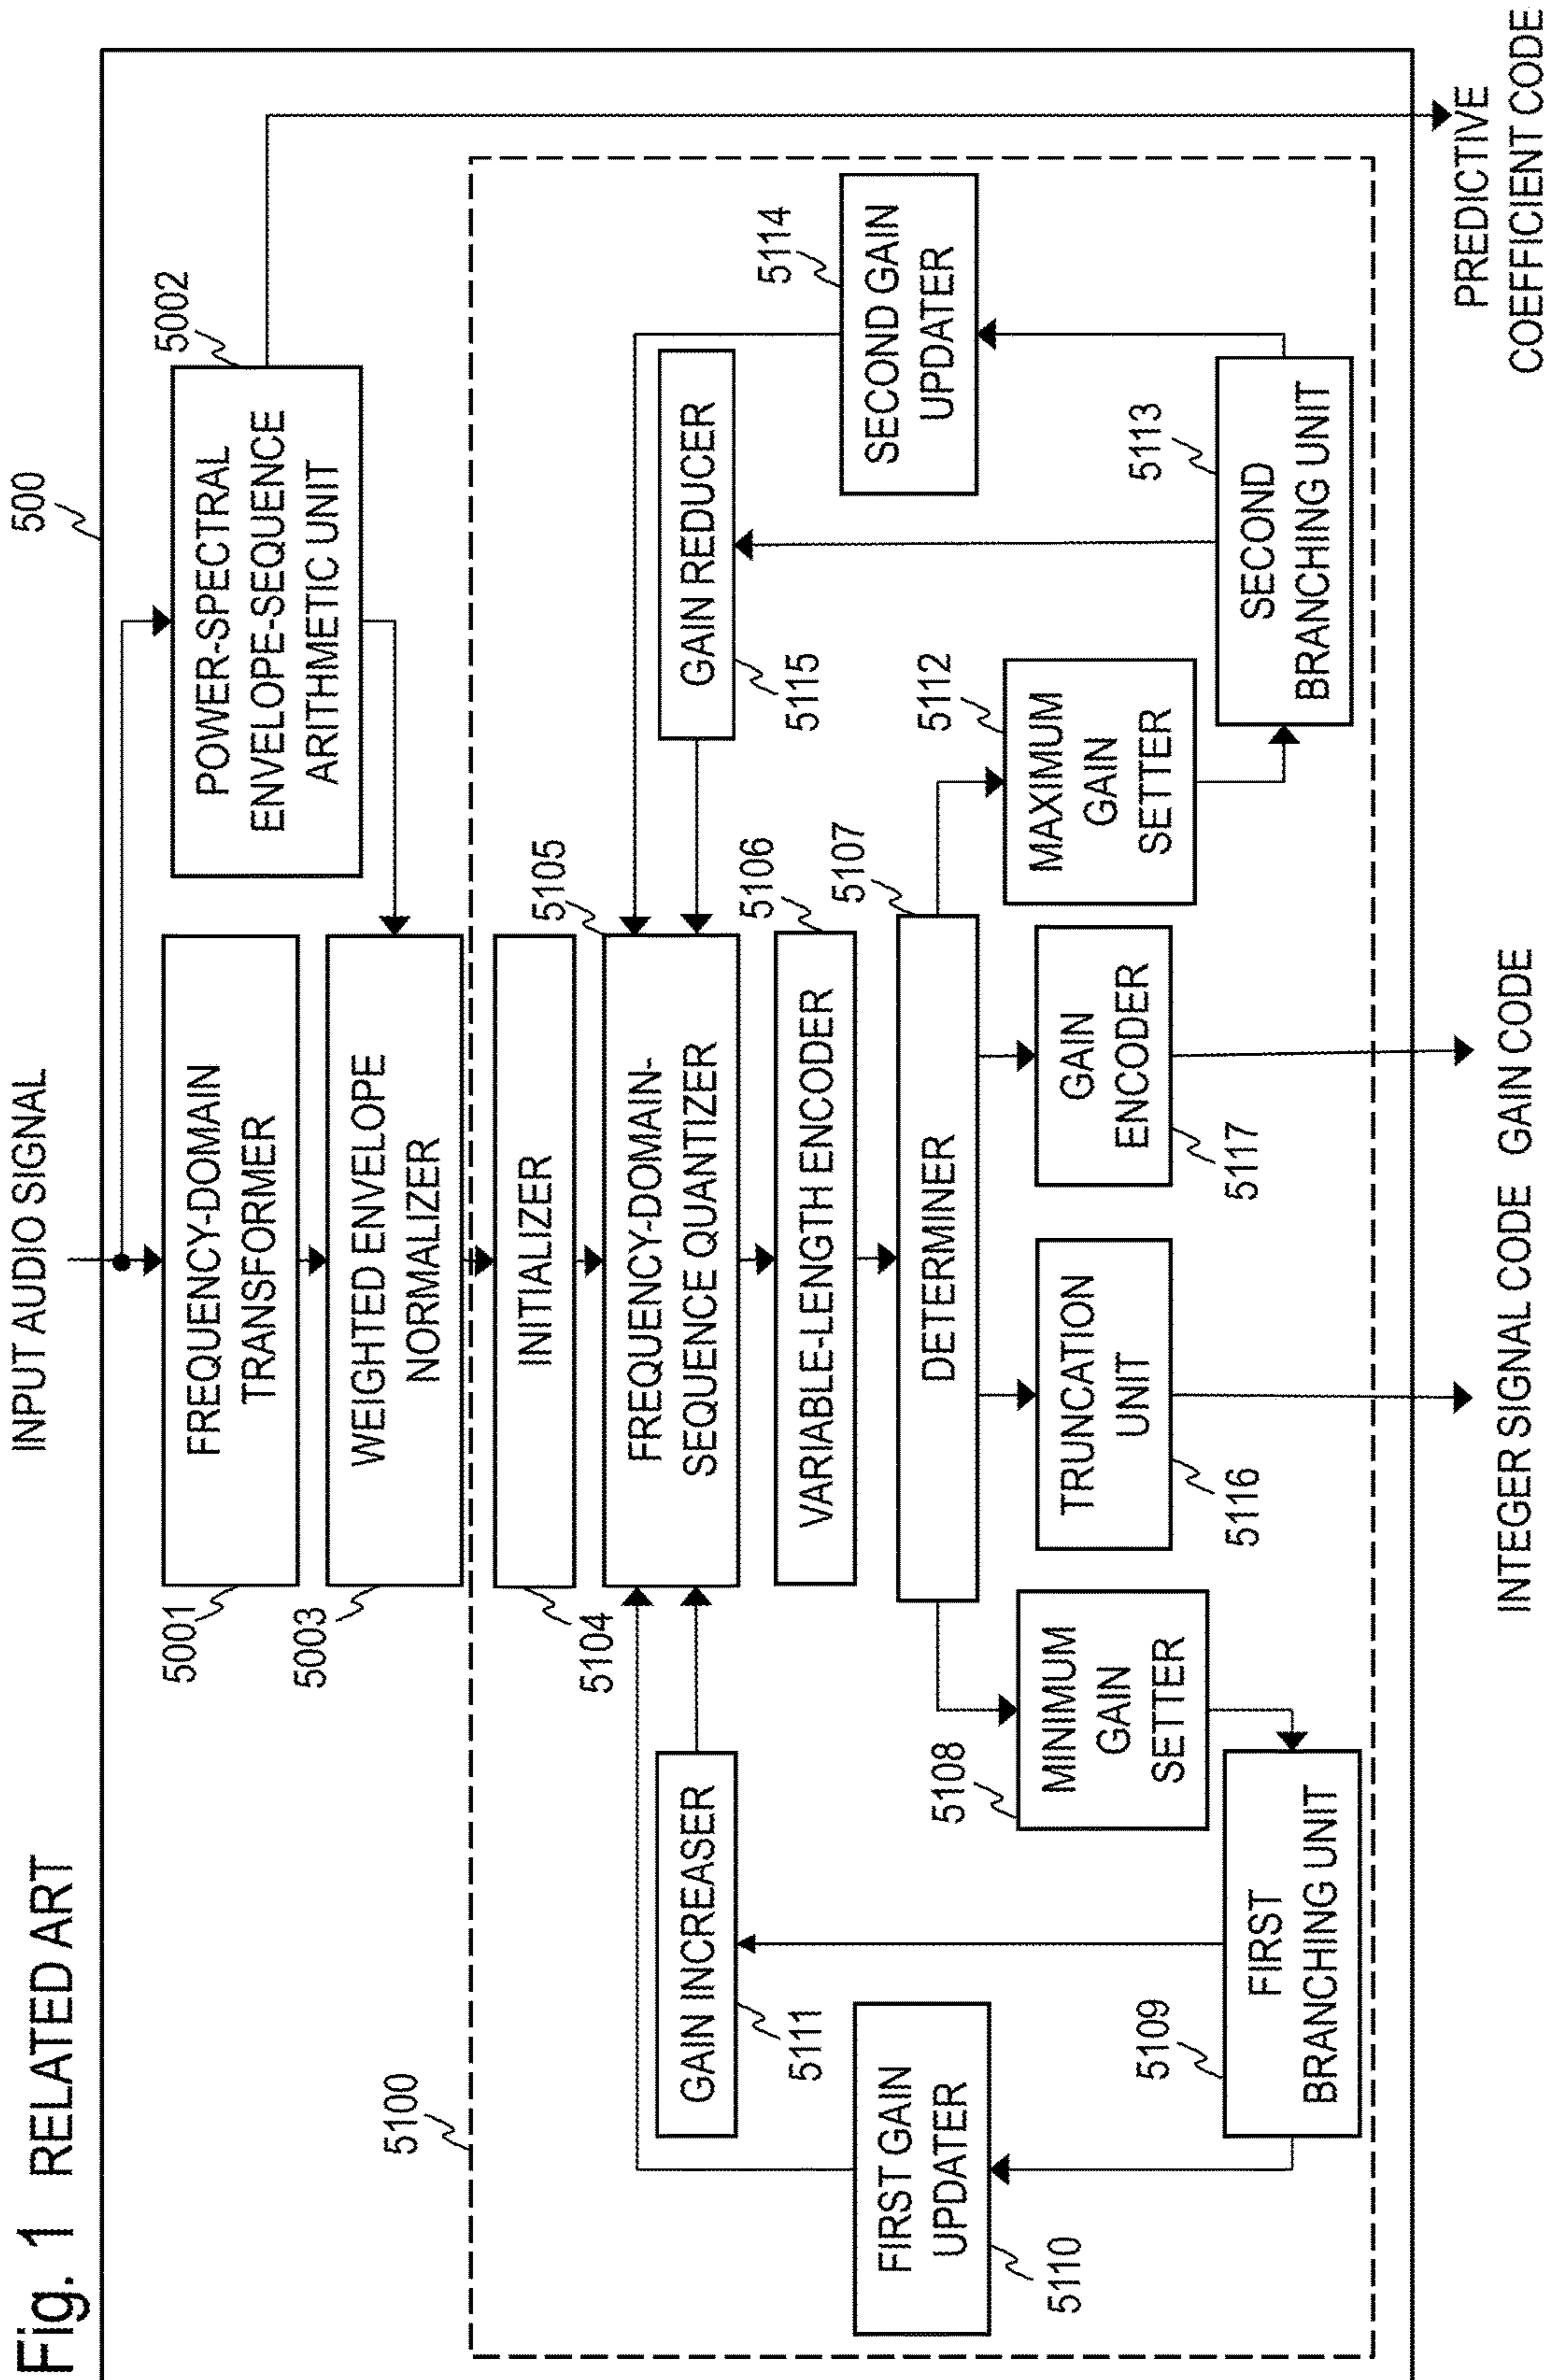 Fig. 1 RELATED ART
INPUT AUDIO SIGNAL
500
5001
FREQUENCY-DOMAIN
TRANSFORMER
5002
POWER-SPECTRAL
ENVELOPE-SEQUENCE
ARITHMETIC UNIT
5003
WEIGHTED ENVELOPE
NORMALIZER
5100
5104
INITIALIZER
5105
FREQUENCY-DOMAIN-
SEQUENCE QUANTIZER
GAIN INCREASER
5111
GAIN REDUCER
5115
5106
VARIABLE-LENGTH ENCODER
FIRST GAIN
UPDATER
5110
5114
SECOND GAIN
UPDATER
5107
DETERMINER
5108
MINIMUM
GAIN
SETTER
TRUNCATION
UNIT
5116
GAIN
ENCODER
5117
5112
MAXIMUM
GAIN
SETTER
5109
FIRST
BRANCHING UNIT
5113
SECOND
BRANCHING UNIT
INTEGER SIGNAL CODE
GAIN CODE
PREDICTIVE
COEFFICIENT CODE